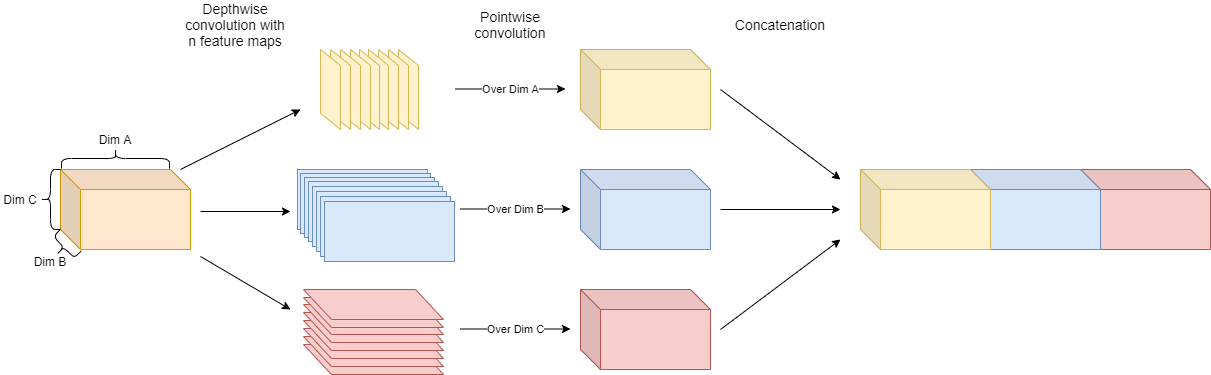 Depthwise
convolution with
n feature maps
Pointwise
convolution
Concatenation
Over Dim A
Dim A
Dim C
Dim B
Over Dim B
Over Dim C